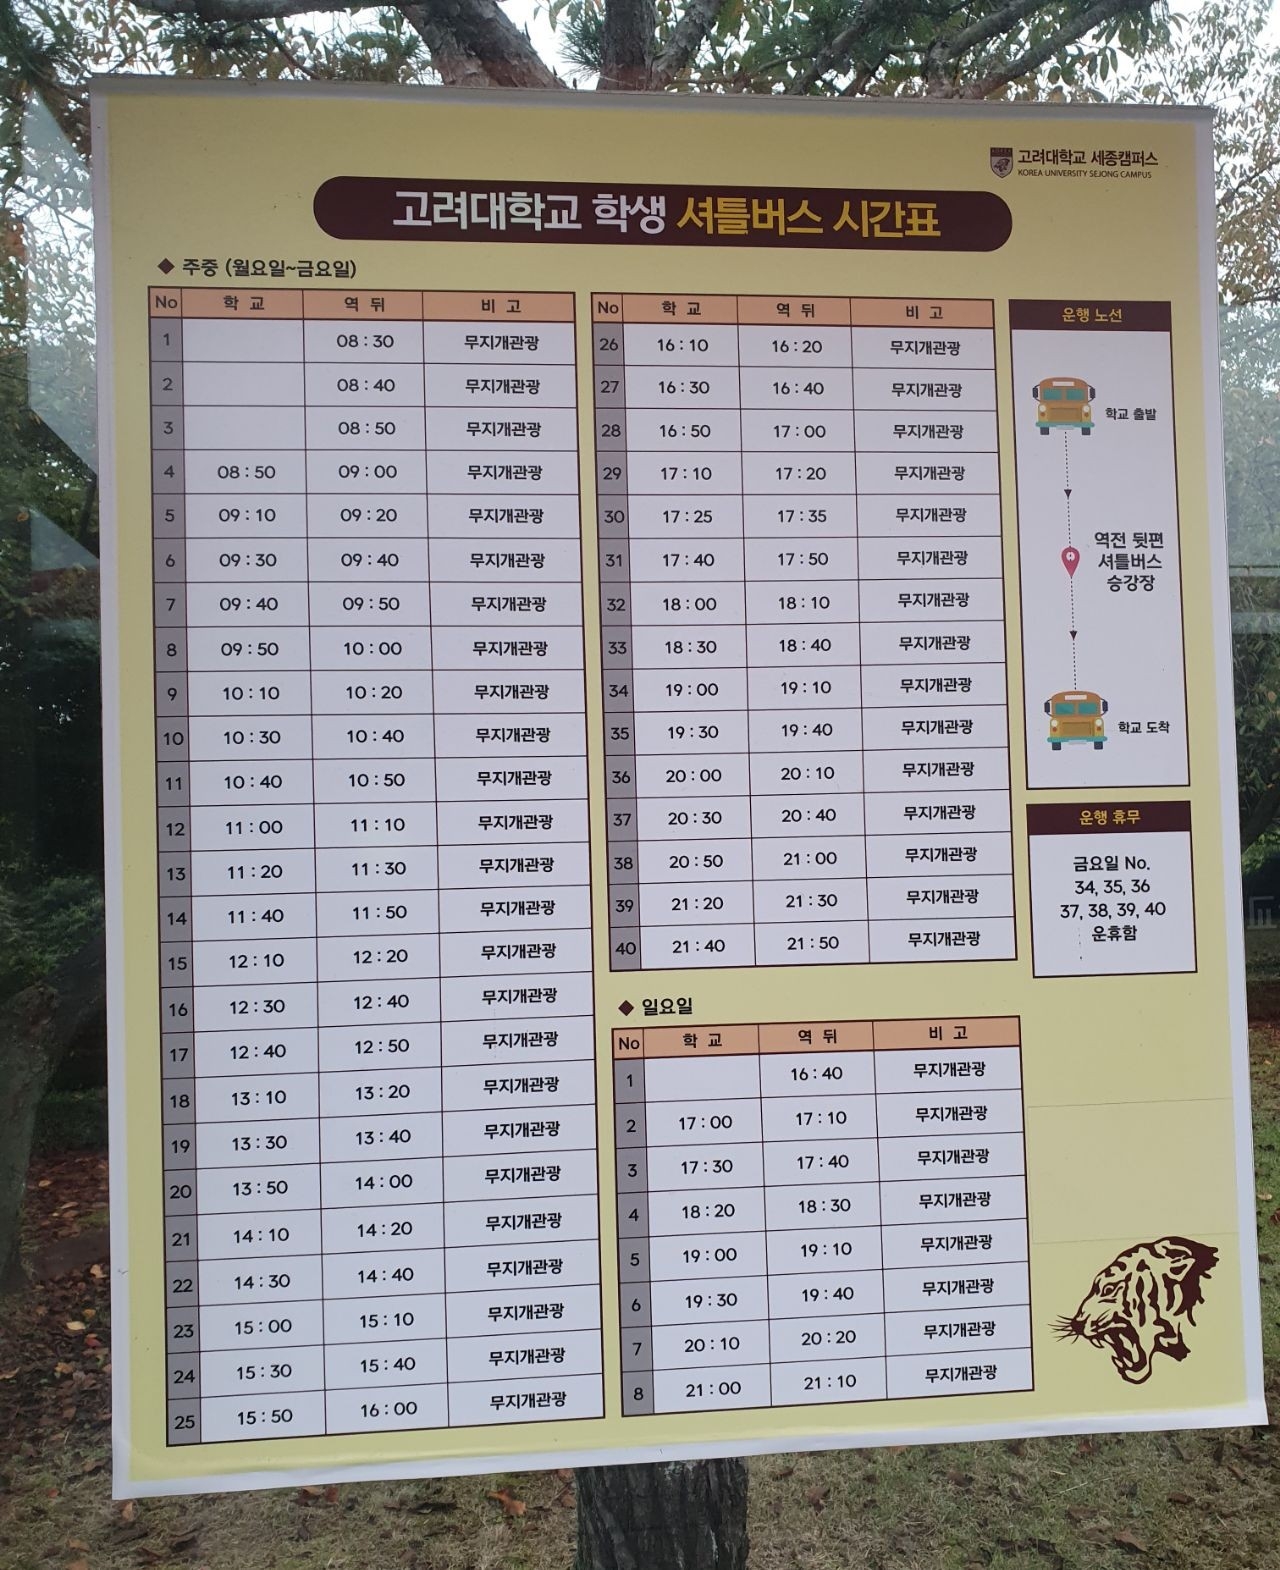 고려대학교 세종캠퍼스
KOREA UNIVERSITY SEJONG CAMPUS
고려대학교 학생 셔틀버스 시간표
◆ 주중 (월요일~금요일)
No 학 교 역 뒤 비 고
1 08:30 무지개관광
2 08:40 무지개관광
3 08:50 무지개관광
4 08:50 09:00 무지개관광
5 09:10 09:20 무지개관광
6 09:30 09:40 무지개관광
7 09:40 09:50 무지개관광
8 09:50 10:00 무지개관광
9 10:10 10:20 무지개관광
10 10:30 10:40 무지개관광
11 10:40 10:50 무지개관광
12 11:00 11:10 무지개관광
13 11:20 11:30 무지개관광
14 11:40 11:50 무지개관광
15 12:10 12:20 무지개관광
16 12:30 12:40 무지개관광
17 12:40 12:50 무지개관광
18 13:10 13:20 무지개관광
19 13:30 13:40 무지개관광
20 13:50 14:00 무지개관광
21 14:10 14:20 무지개관광
22 14:30 14:40 무지개관광
23 15:00 15:10 무지개관광
24 15:30 15:40 무지개관광
25 15:50 16:00 무지개관광
No 학 교 역 뒤 비 고
26 16:10 16:20 무지개관광
27 16:30 16:40 무지개관광
28 16:50 17:00 무지개관광
29 17:10 17:20 무지개관광
30 17:25 17:35 무지개관광
31 17:40 17:50 무지개관광
32 18:00 18:10 무지개관광
33 18:30 18:40 무지개관광
34 19:00 19:10 무지개관광
35 19:30 19:40 무지개관광
36 20:00 20:10 무지개관광
37 20:30 20:40 무지개관광
38 20:50 21:00 무지개관광
39 21:20 21:30 무지개관광
40 21:40 21:50 무지개관광
◆ 일요일
No 학 교 역 뒤 비 고
1 16:40 무지개관광
2 17:00 17:10 무지개관광
3 17:30 17:40 무지개관광
4 18:20 18:30 무지개관광
5 19:00 19:10 무지개관광
6 19:30 19:40 무지개관광
7 20:10 20:20 무지개관광
8 21:00 21:10 무지개관광
운행 노선
학교 출발
역전 뒷편
셔틀버스
승강장
학교 도착
운행 휴무
금요일 No.
34, 35, 36
37, 38, 39, 40
운휴함